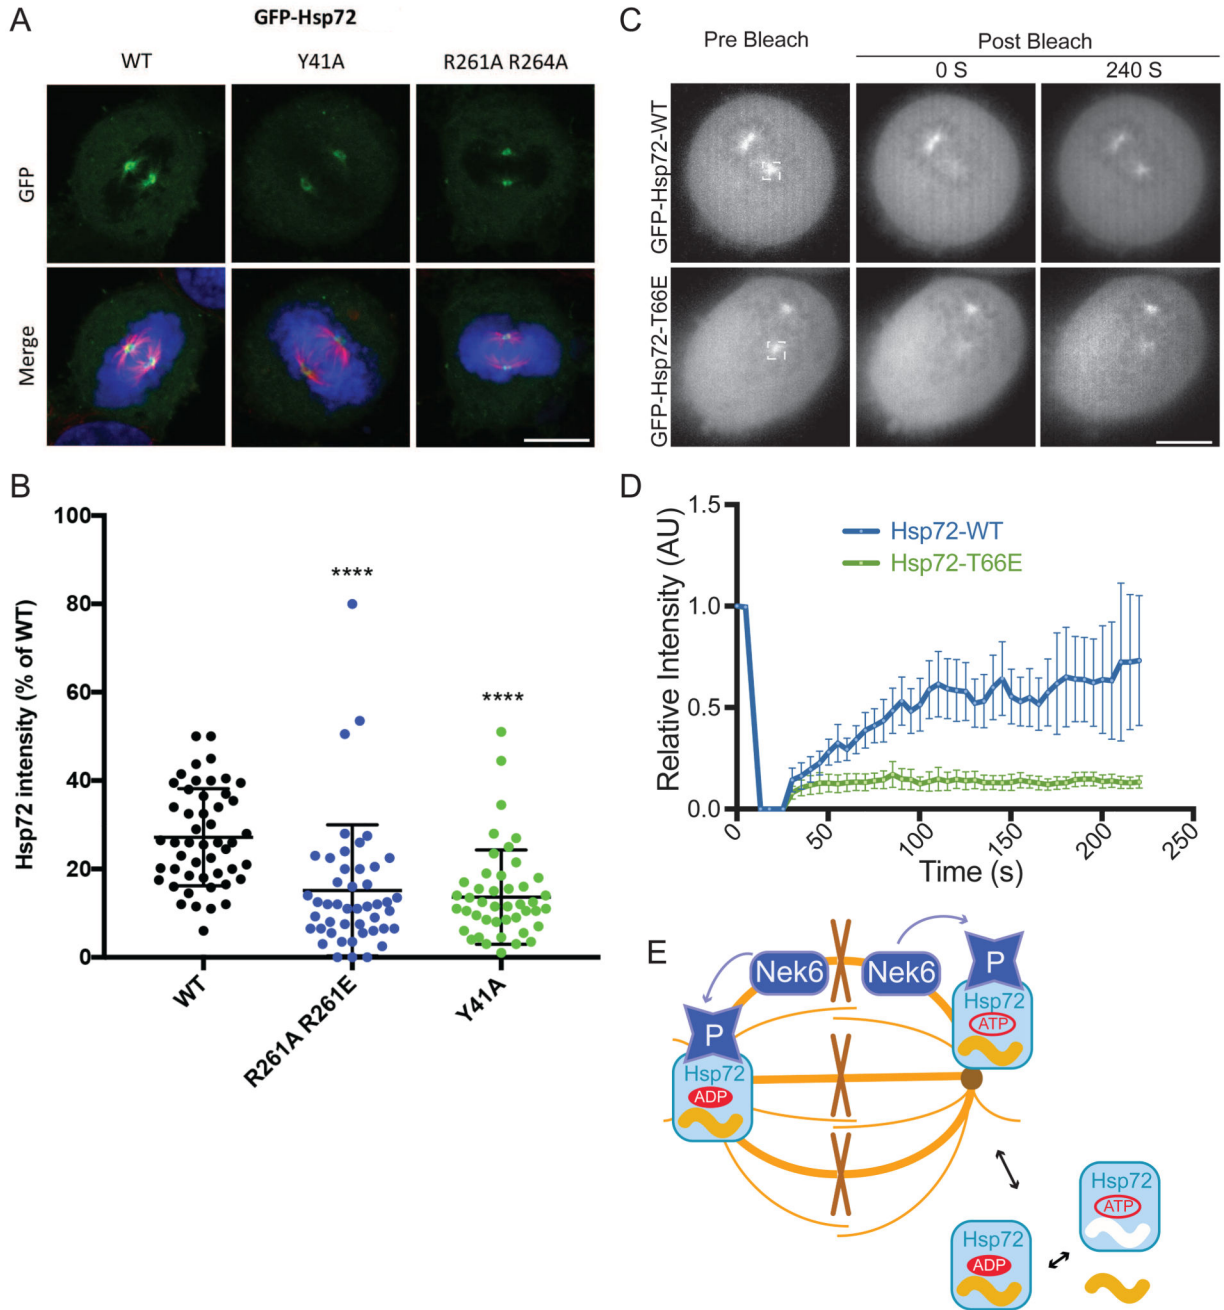 A
GFP-Hsp72
WT
Y41A
R261A R264A
GFP
Merge
B
Hsp72 intensity (% of WT)
100
80
60
40
20
0
****
****
WT
R261A R261E
Y41A
C
Pre Bleach
Post Bleach
0 S
240 S
GFP-Hsp72-WT
GFP-Hsp72-T66E
D
Relative Intensity (AU)
1.5
1.0
0.5
0.0
Hsp72-WT
Hsp72-T66E
0
50
100
150
200
250
Time (s)
E
Nek6
Nek6
P
Hsp72
ATP
P
Hsp72
ADP
Hsp72
ATP
Hsp72
ADP